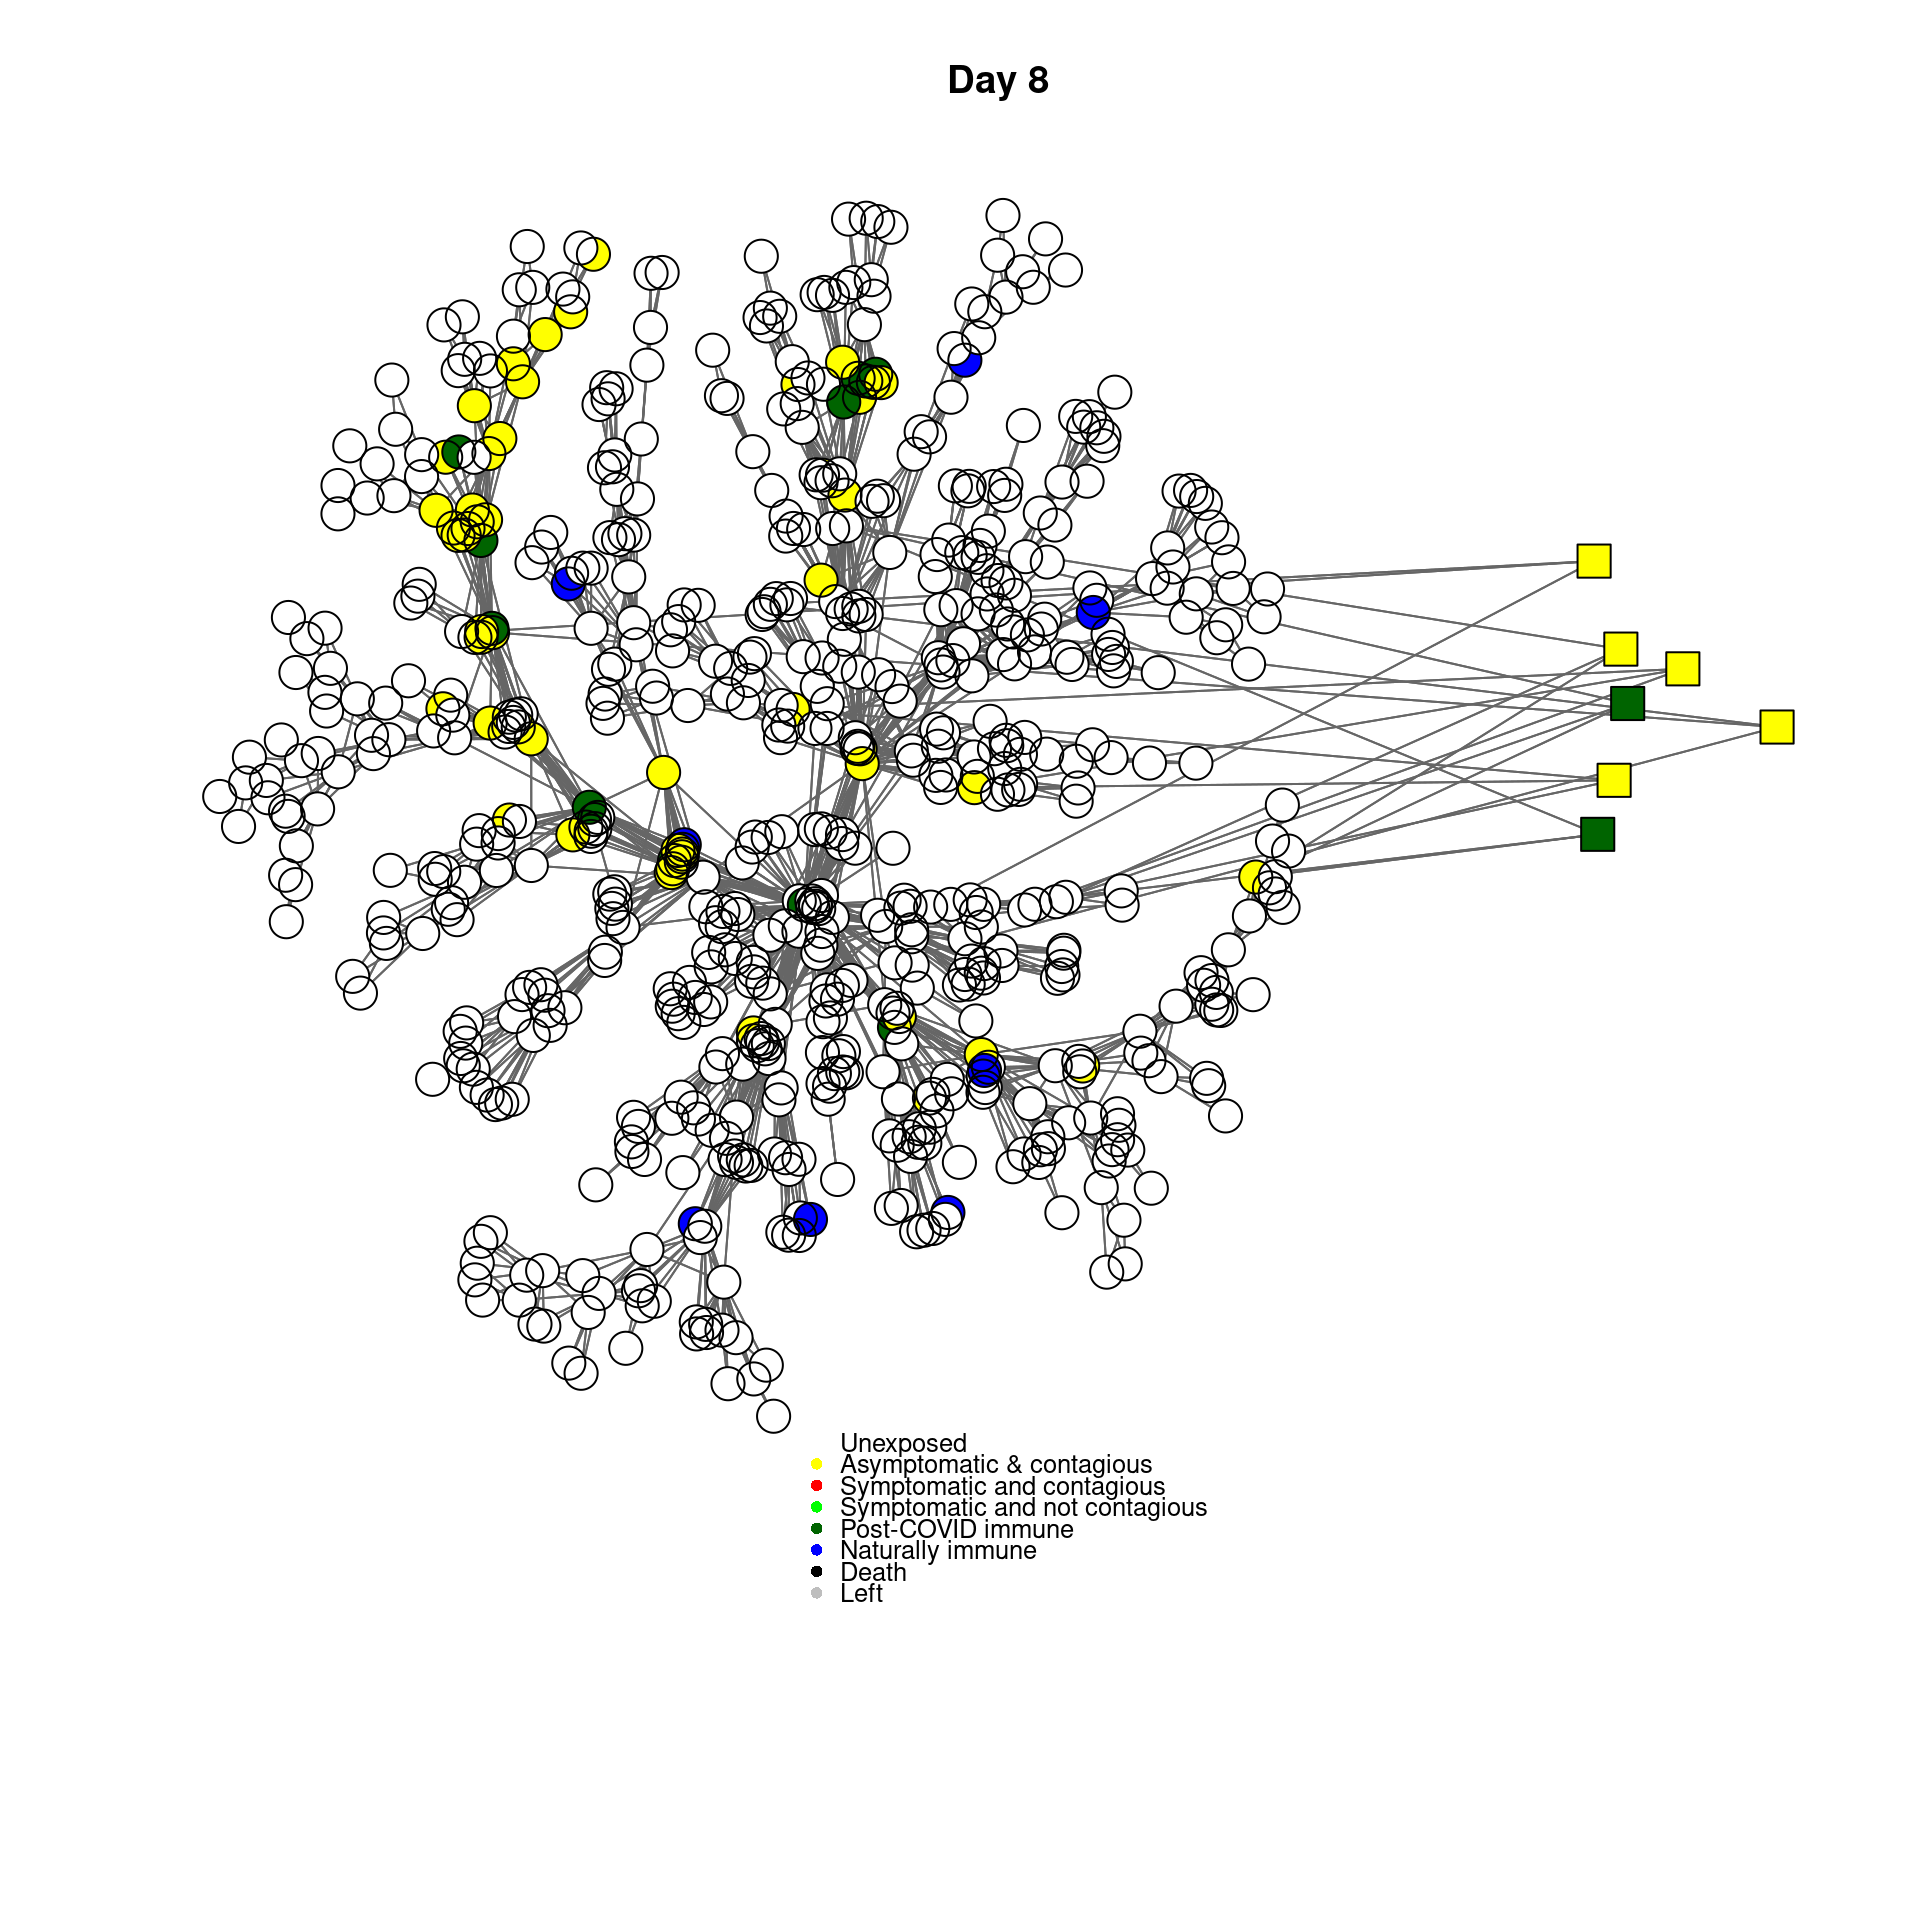 Day 8
Unexposed
Asymptomatic & contagious
Symptomatic and contagious
Symptomatic and not contagious
Post-COVID immune
Naturally immune
Death
Left